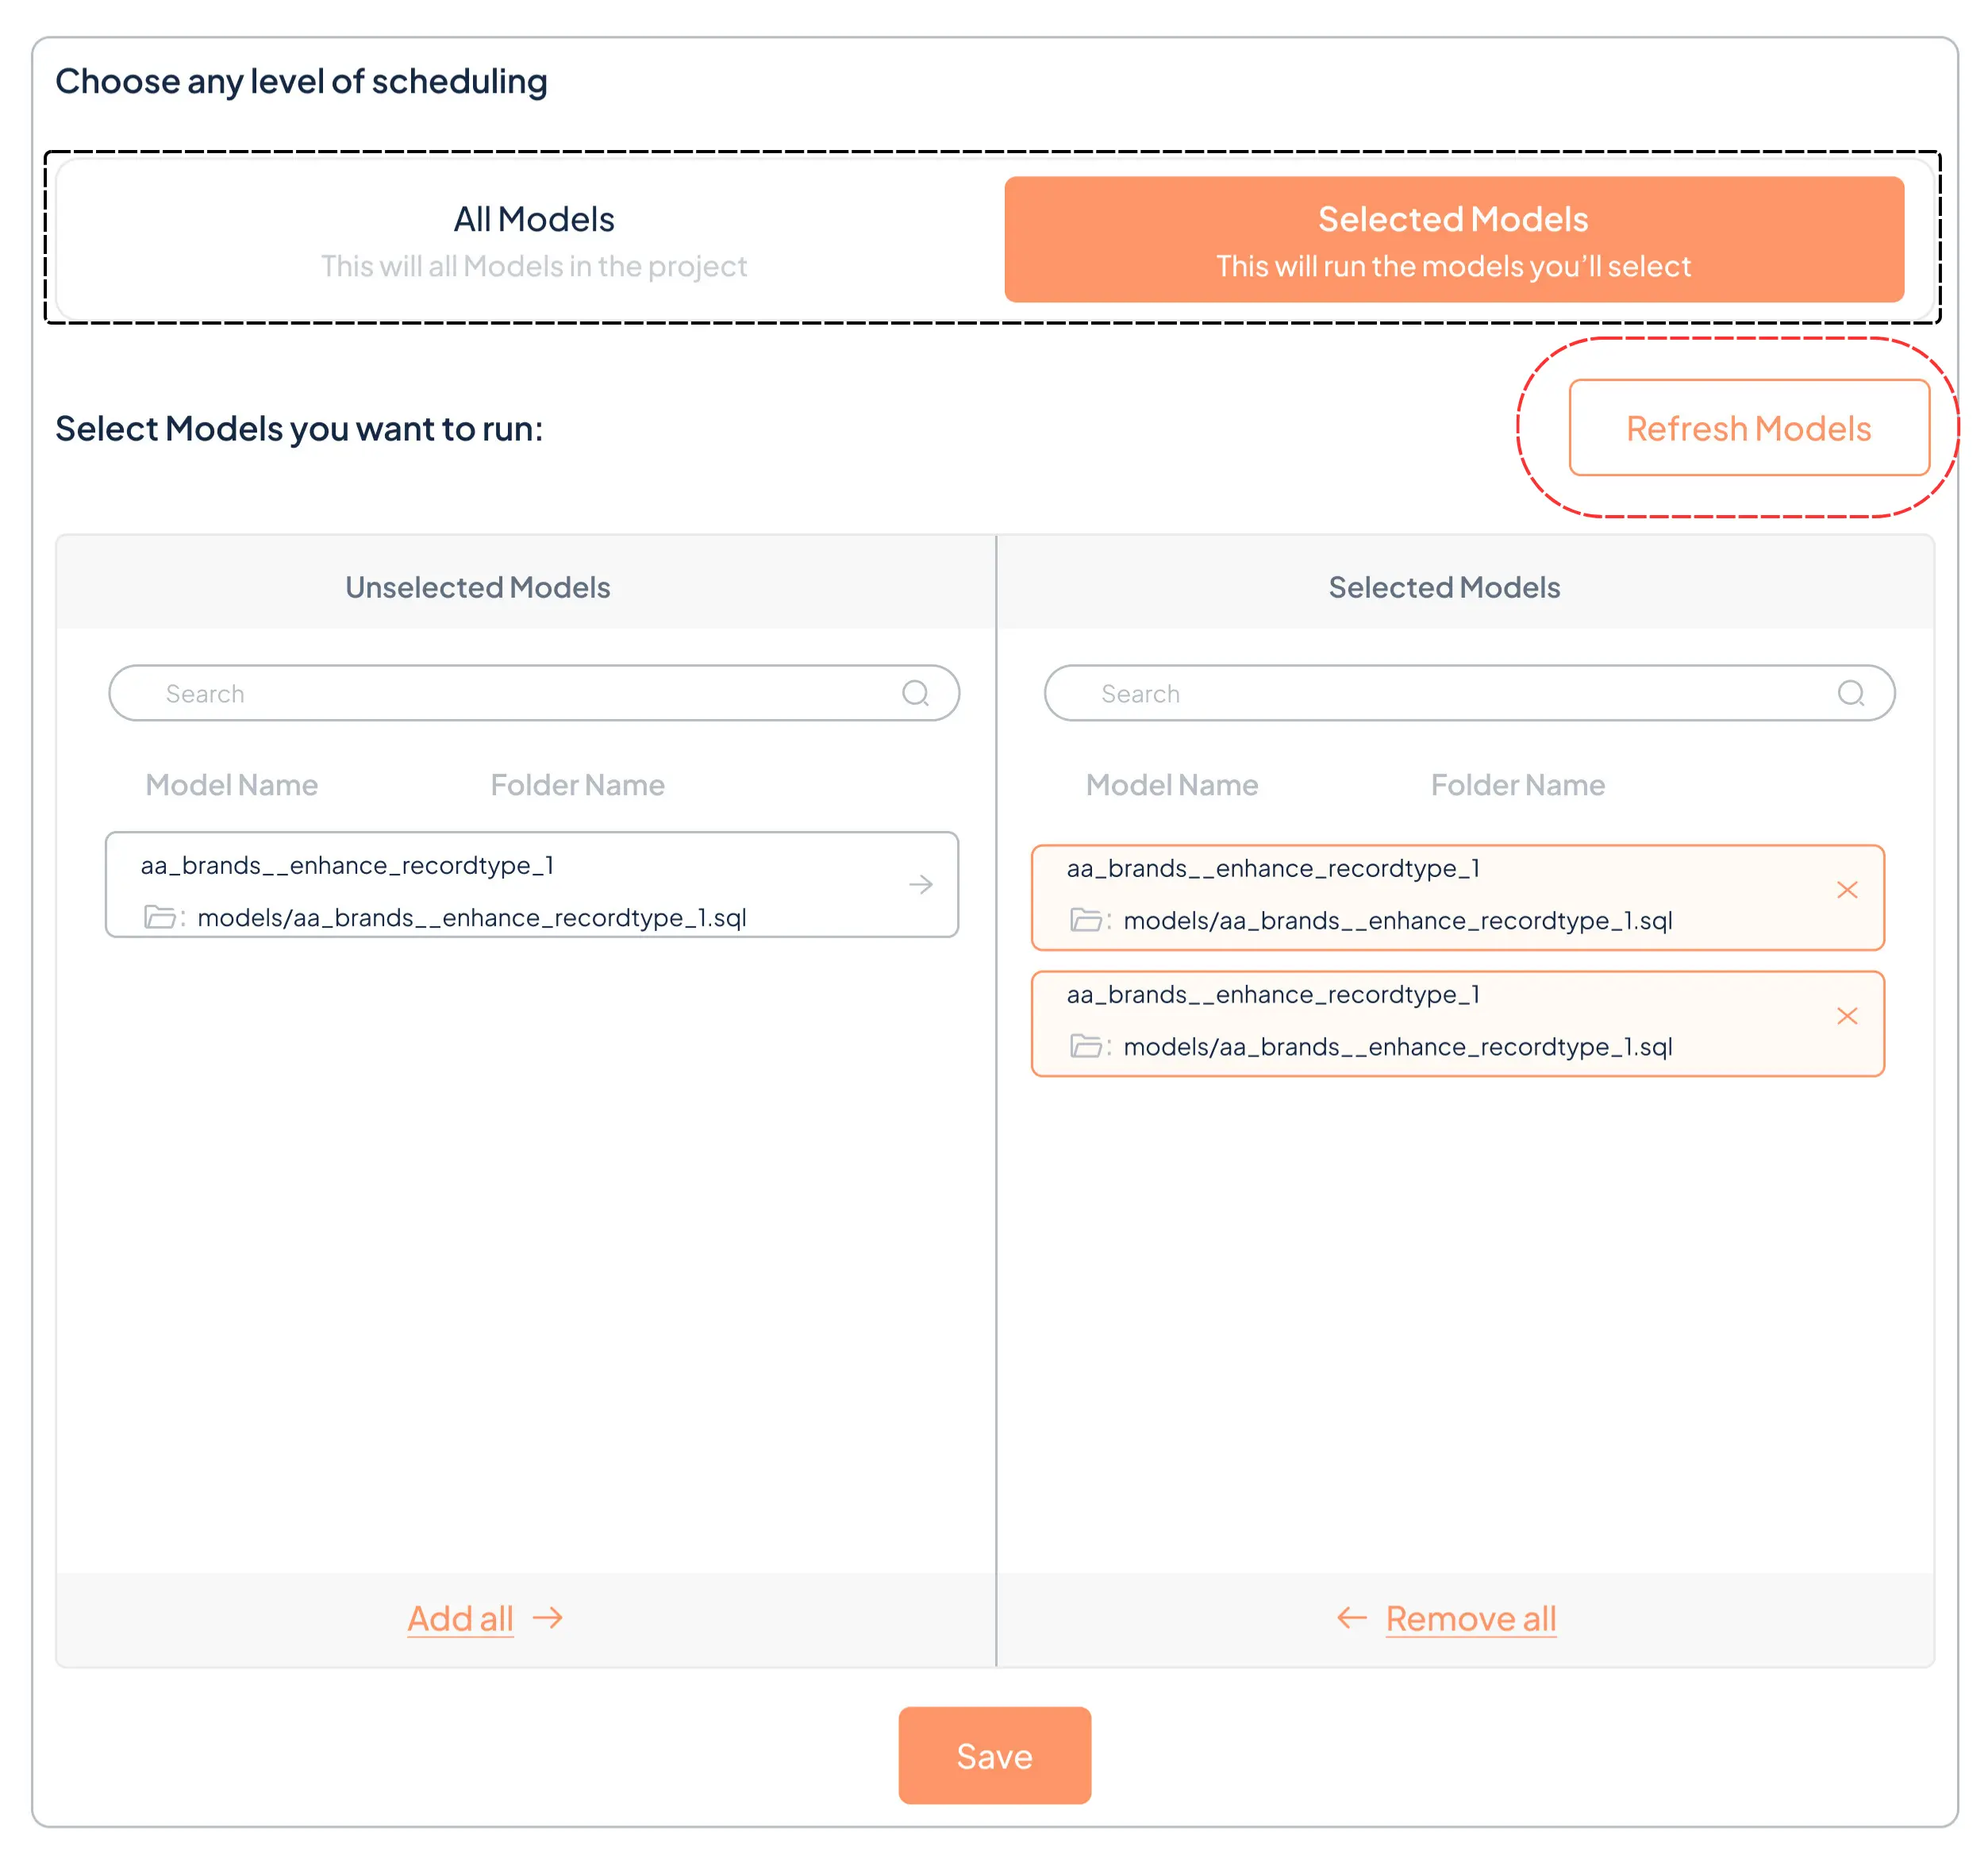 Choose any level of scheduling
All Models
This will all Models in the project
Selected Models
This will run the models you'll select
Select Models you want to run:
Refresh Models
Unselected Models
Search
Model Name Folder Name
aa_brands__enhance_recordtype_1
: models/aa_brands__enhance_recordtype_1.sql
Add all
Selected Models
Search
Model Name Folder Name
aa_brands__enhance_recordtype_1
: models/aa_brands__enhance_recordtype_1.sql
aa_brands__enhance_recordtype_1
: models/aa_brands__enhance_recordtype_1.sql
Remove all
Save